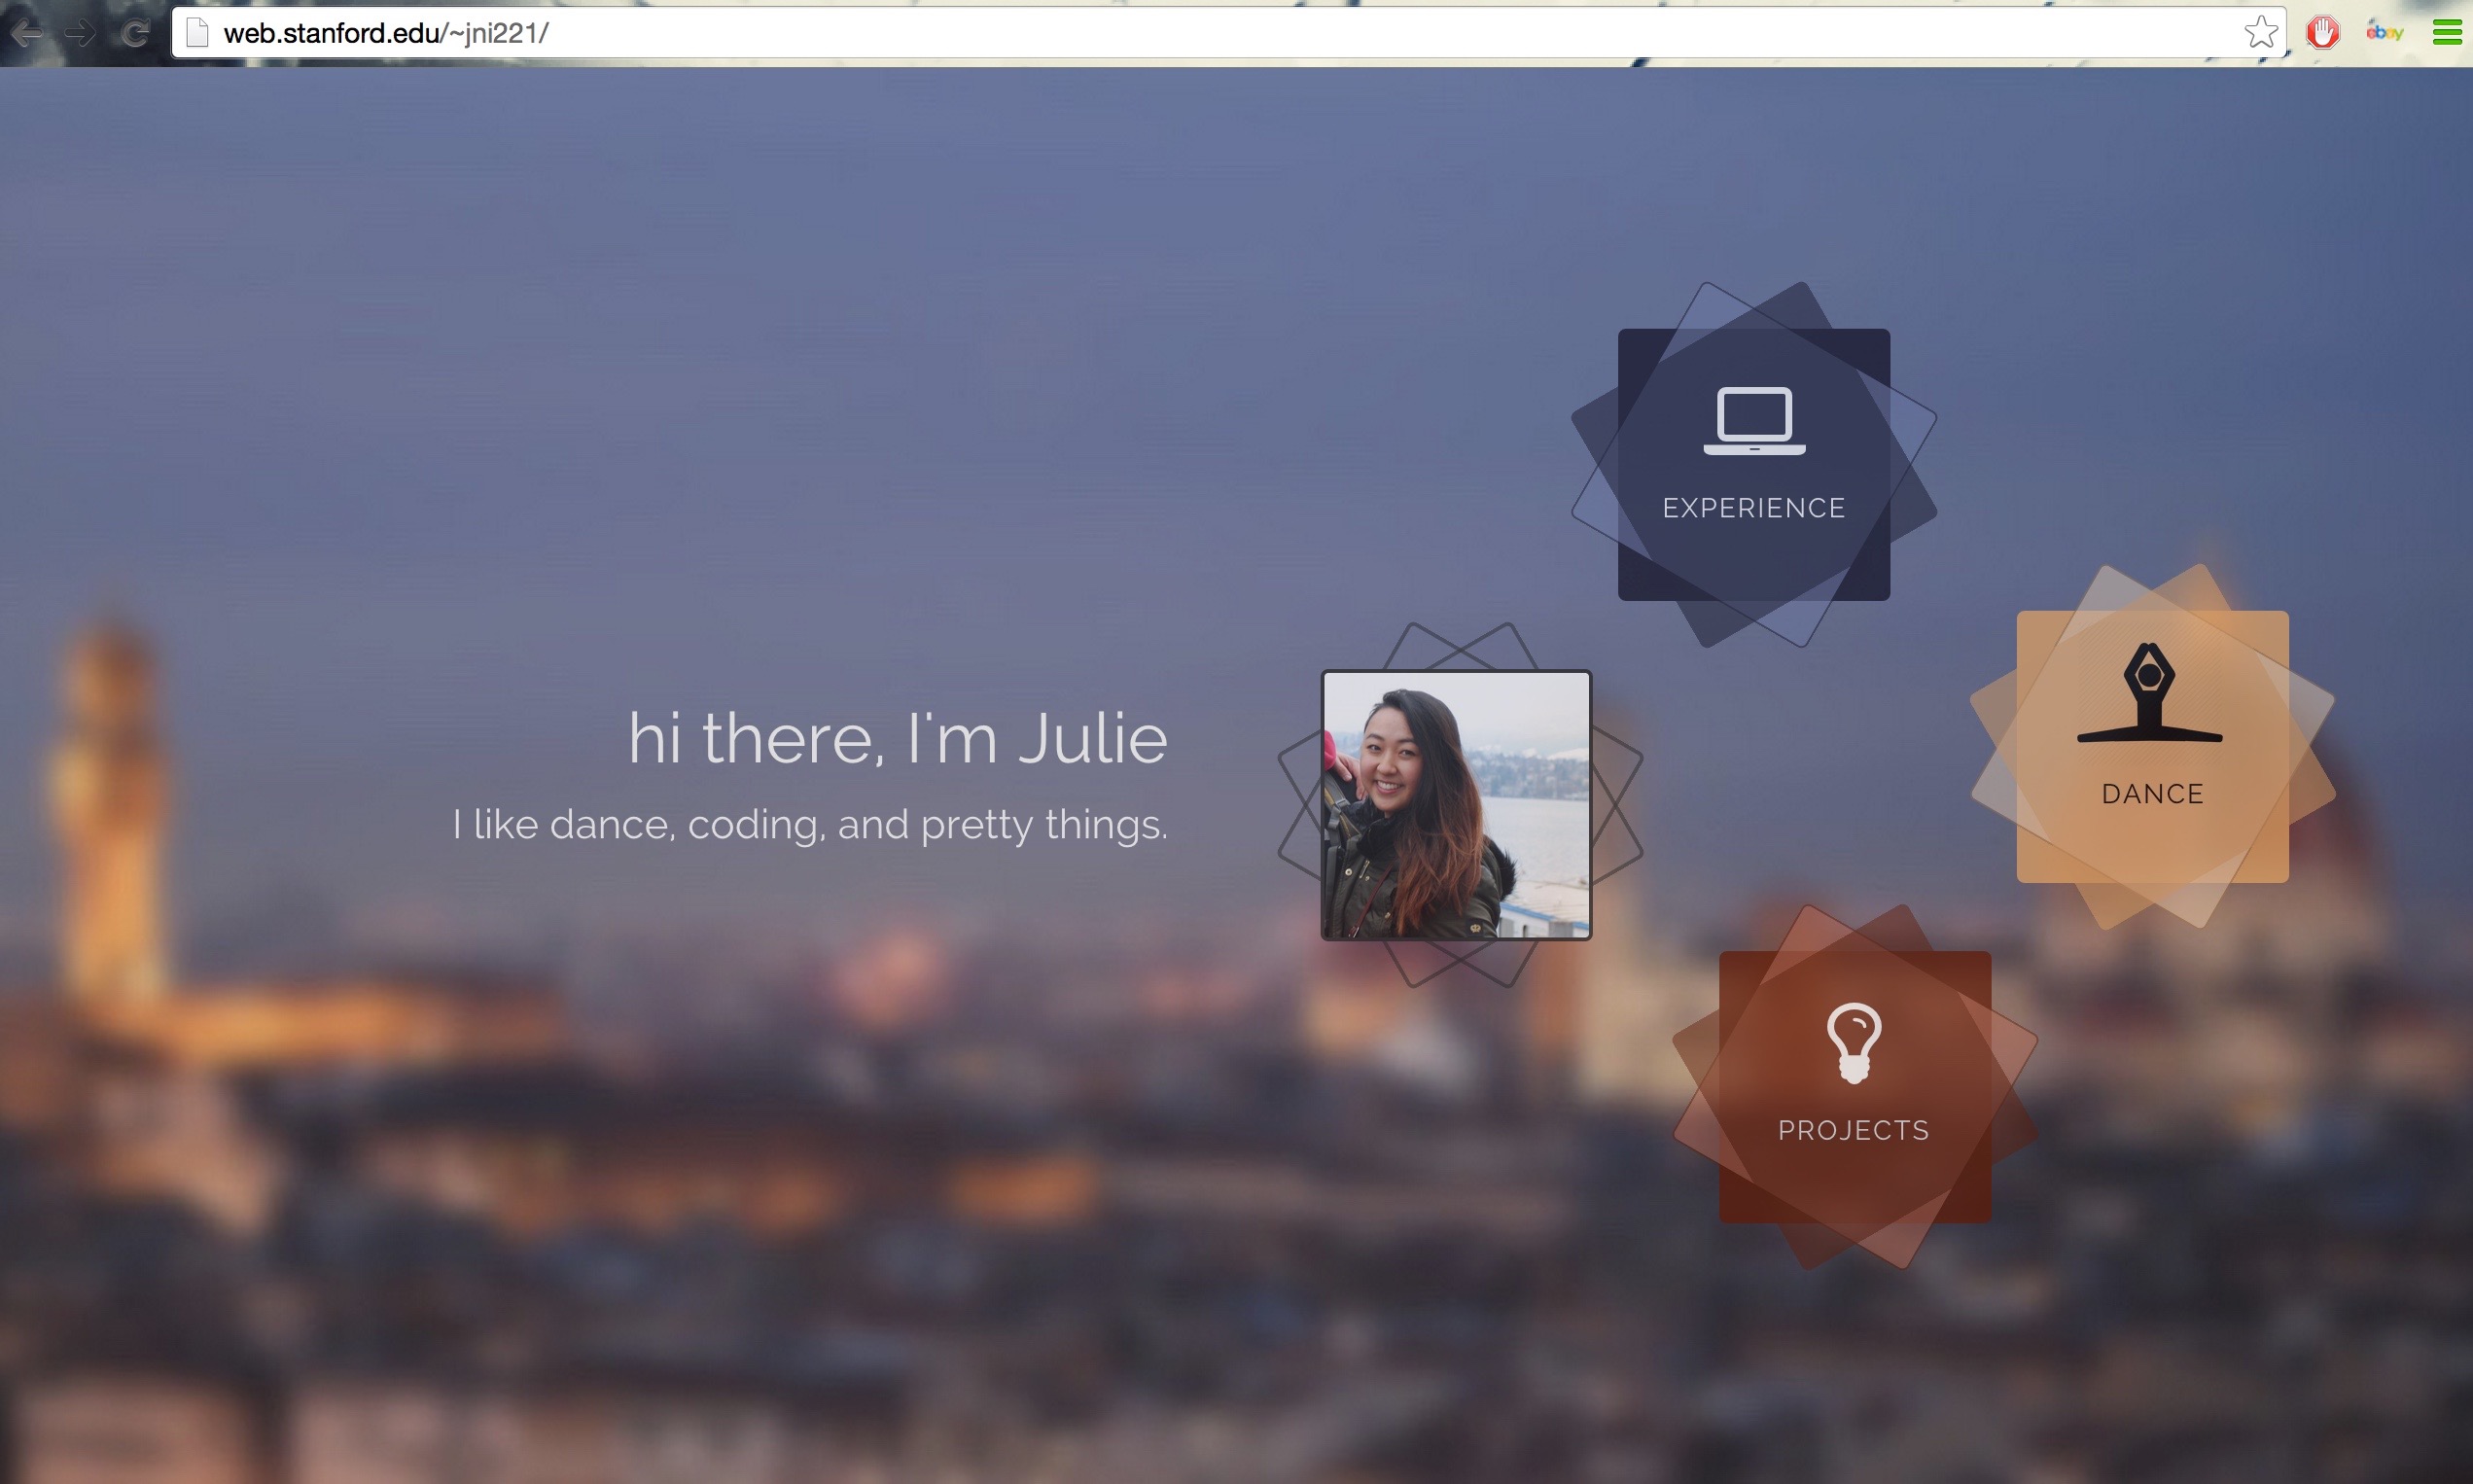 web.stanford.edu/~jni221/
ebay
EXPERIENCE
hi there, I'm Julie
I like dance, coding, and pretty things.
DANCE
PROJECTS